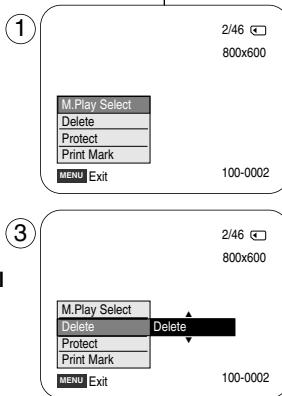 1
2/46
800x600
M.Play Select
Delete
Protect
Print Mark
MENU Exit
100-0002
3
2/46
800x600
M.Play Select
Delete Delete
Protect
Print Mark
MENU Exit
100-0002